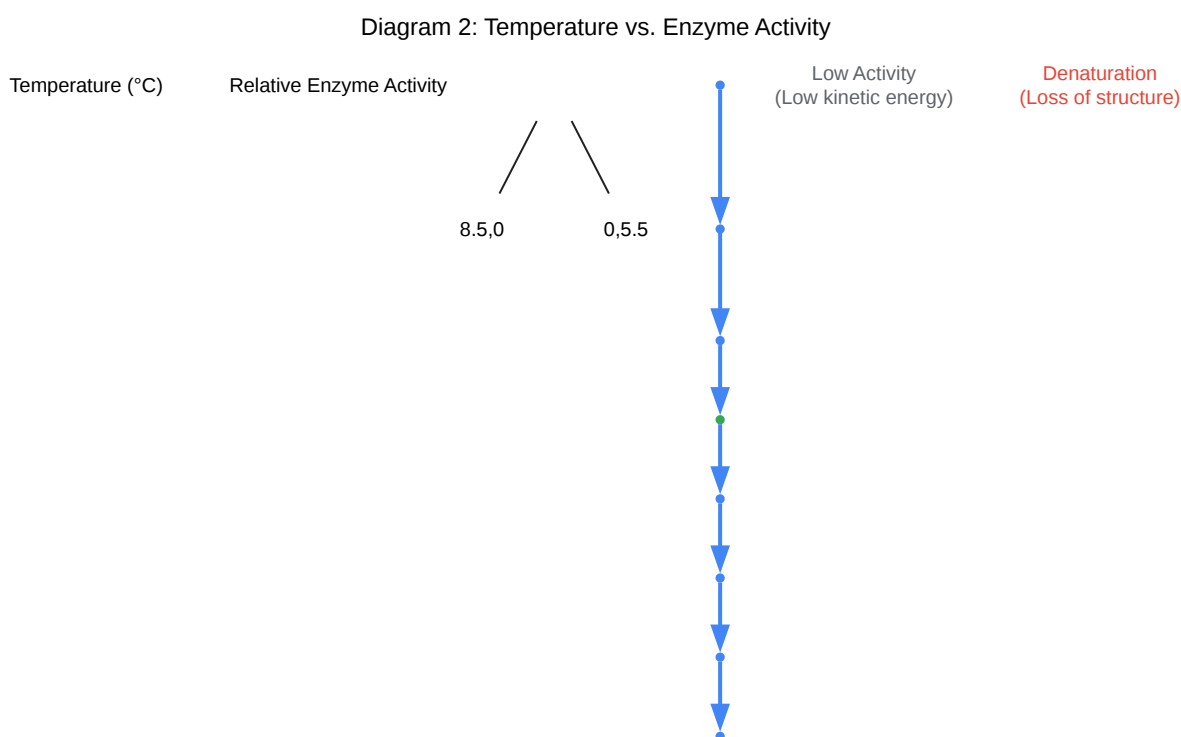 Diagram 2: Temperature vs. Enzyme Activity
Temperature (°C)
Relative Enzyme Activity
Low Activity
(Low kinetic energy)
Denaturation
(Loss of structure)
8.5,0
0,5.5